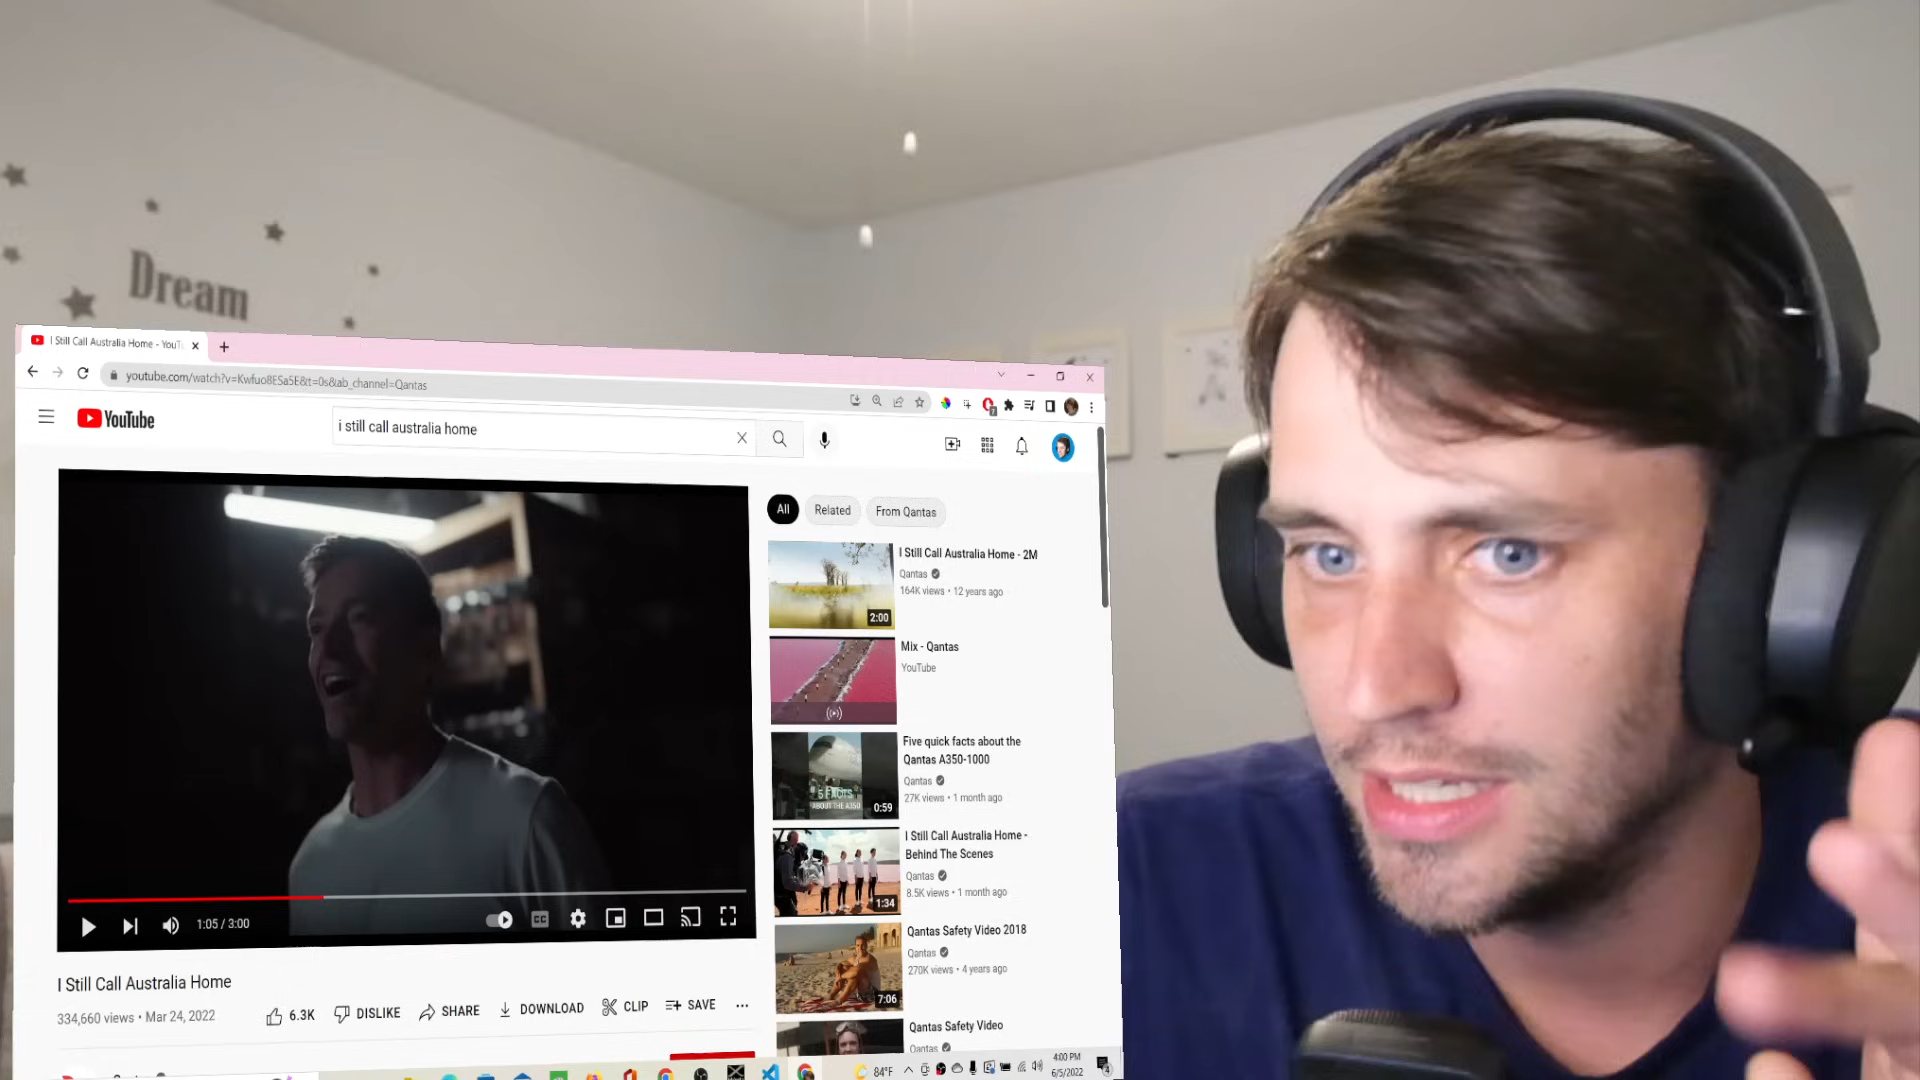 Dream
I Still Call Australia Home - YouT
youtube.com/watch?v=Kwfuo8ESa5E&t=0s&ab_channel=Qantas
YouTube
i still call australia home
All
Related
From Qantas
I Still Call Australia Home - 2M
Qantas
164K views • 12 years ago
2:00
Mix - Qantas
YouTube
Five quick facts about the
Qantas A350-1000
Qantas
27K views • 1 month ago
5 FACTS
ABOUT THE A350
0:59
I Still Call Australia Home -
Behind The Scenes
Qantas
8.5K views • 1 month ago
1:34
Qantas Safety Video 2018
Qantas
270K views • 4 years ago
7:06
Qantas Safety Video
Qantas
1:05 / 3:00
CC
I Still Call Australia Home
334,660 views • Mar 24, 2022
6.3K
DISLIKE
SHARE
DOWNLOAD
CLIP
SAVE
84°F
4:00 PM
6/5/2022